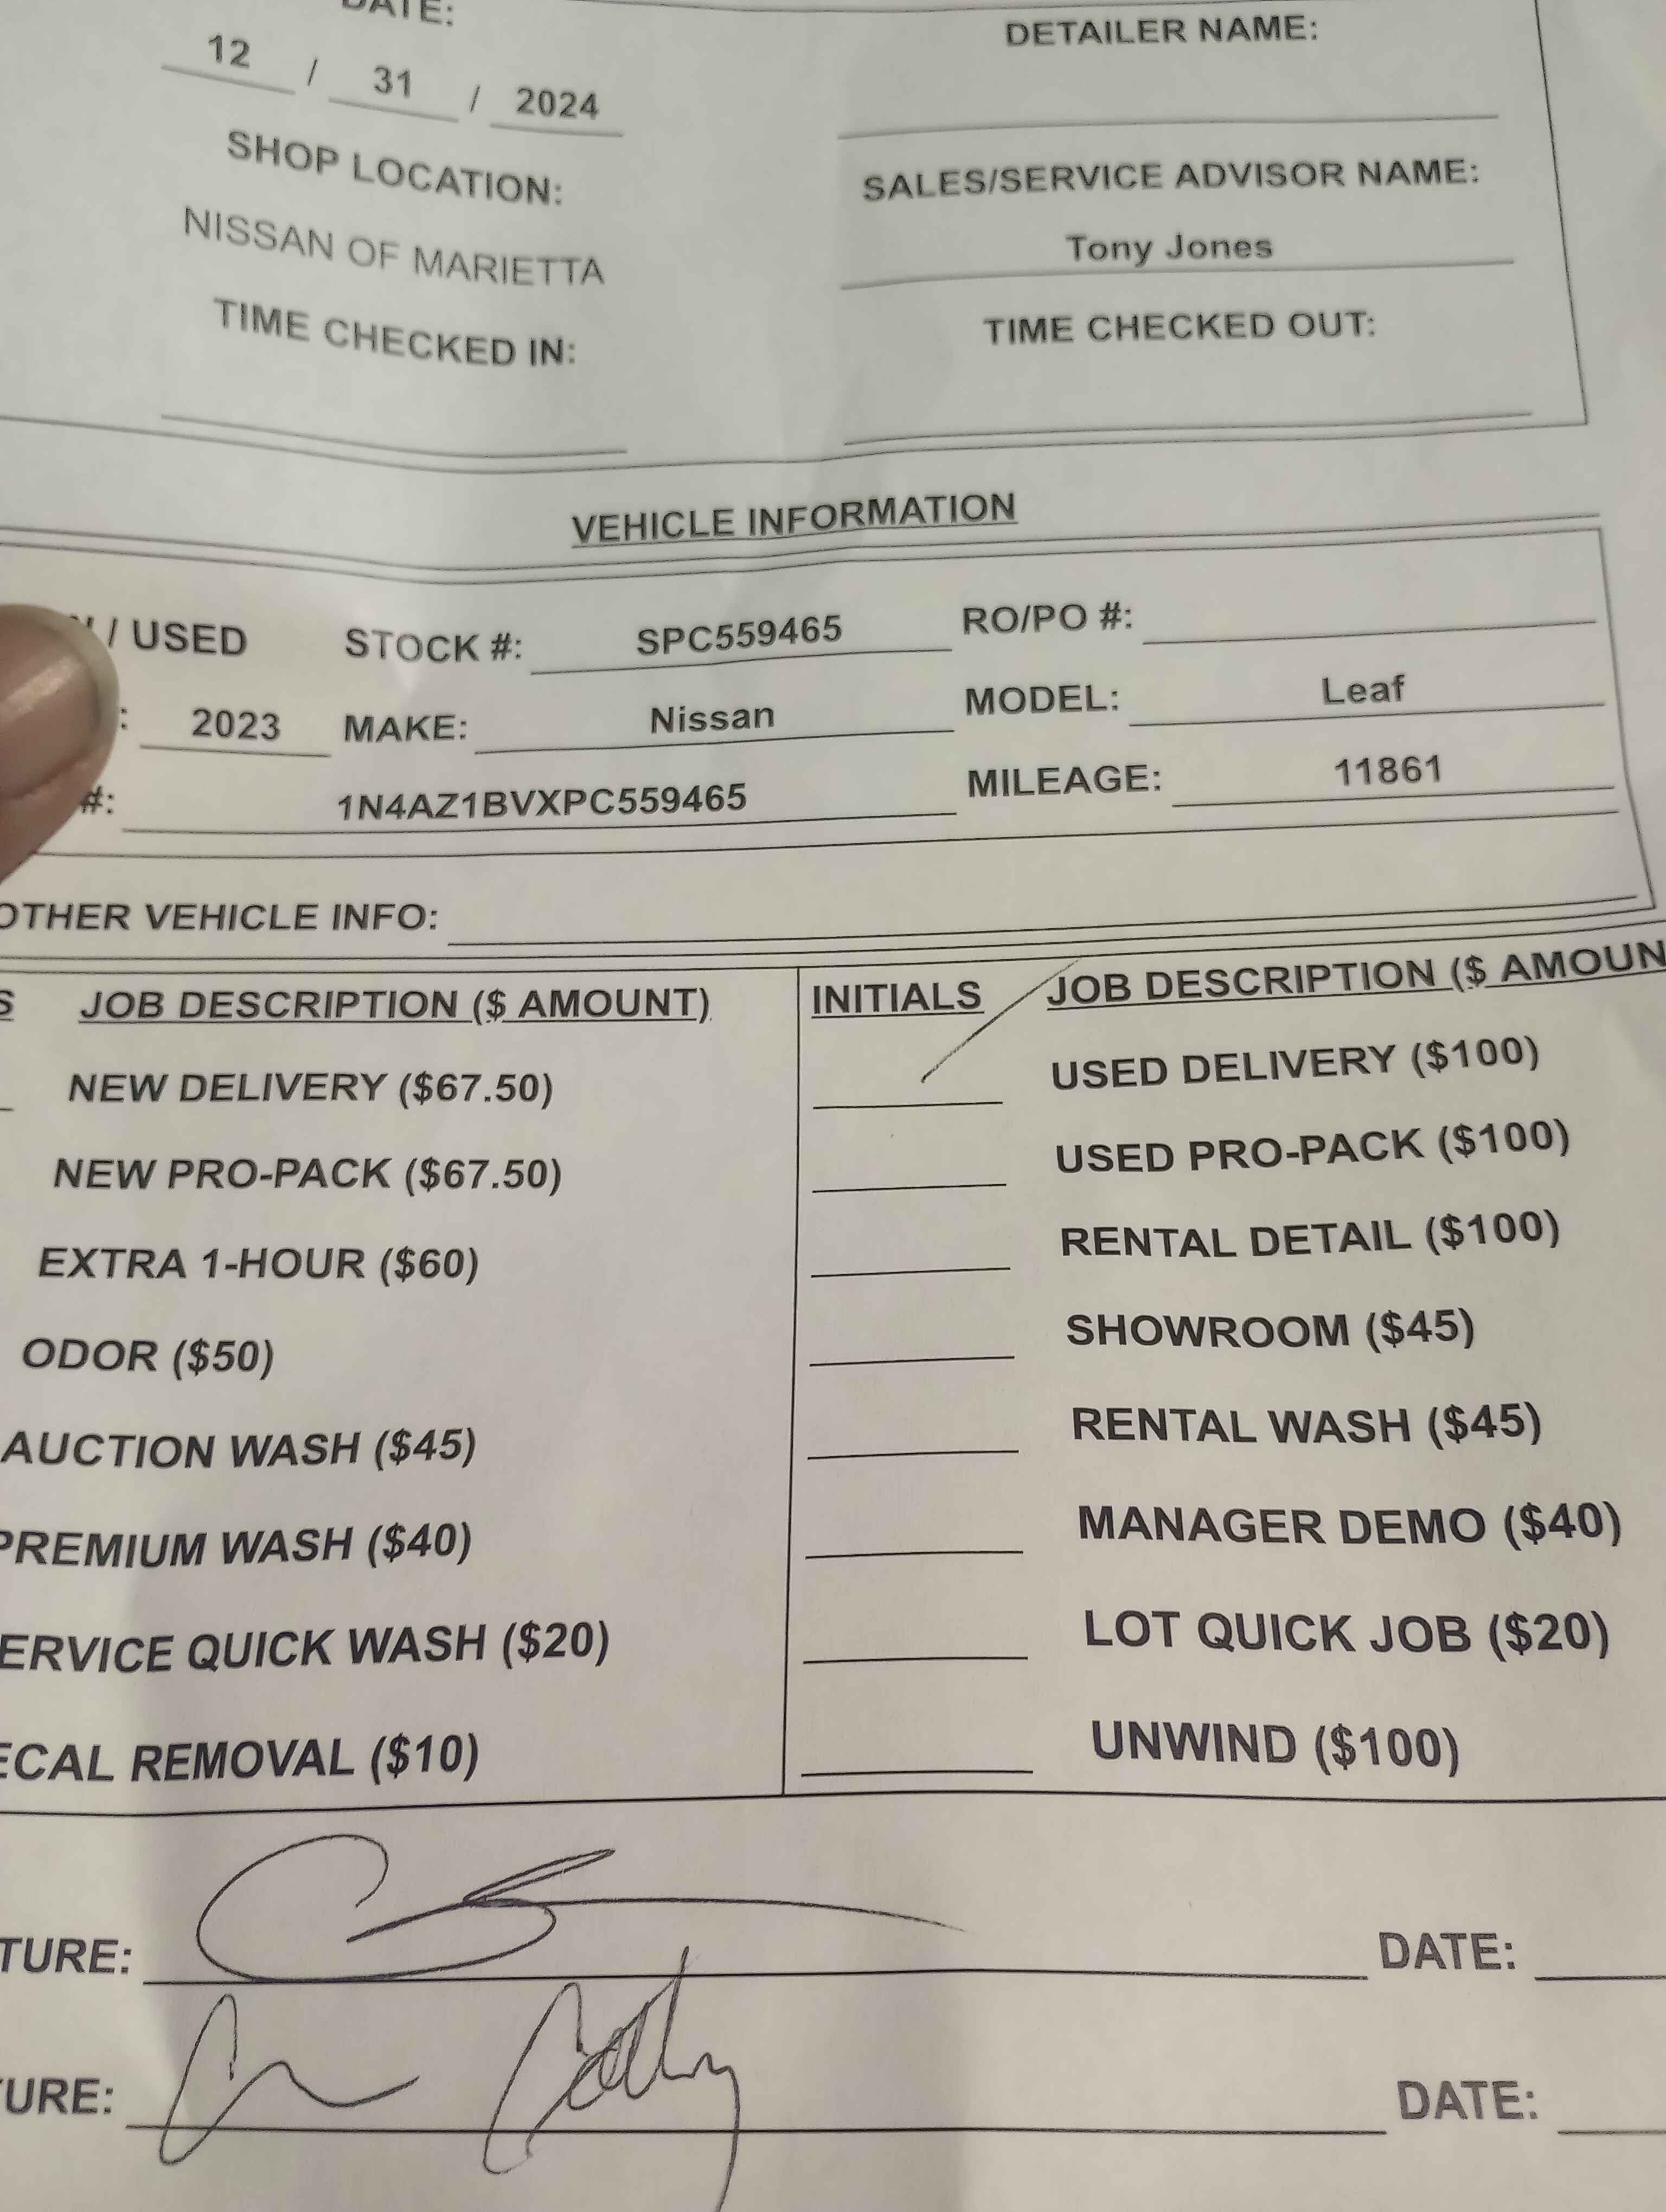 DATE:
DETAILER NAME:
12 / 31 / 2024
SHOP LOCATION:
SALES/SERVICE ADVISOR NAME:
NISSAN OF MARIETTA
Tony Jones
TIME CHECKED IN:
TIME CHECKED OUT:
VEHICLE INFORMATION
/ USED STOCK #: SPC559465 RO/PO #:
: 2023 MAKE: Nissan MODEL: Leaf
#: 1N4AZ1BVXPC559465 MILEAGE: 11861
OTHER VEHICLE INFO:
S JOB DESCRIPTION ($ AMOUNT) INITIALS JOB DESCRIPTION ($ AMOUN
NEW DELIVERY ($67.50) USED DELIVERY ($100)
NEW PRO-PACK ($67.50) USED PRO-PACK ($100)
EXTRA 1-HOUR ($60) RENTAL DETAIL ($100)
ODOR ($50) SHOWROOM ($45)
AUCTION WASH ($45) RENTAL WASH ($45)
PREMIUM WASH ($40) MANAGER DEMO ($40)
ERVICE QUICK WASH ($20) LOT QUICK JOB ($20)
ECAL REMOVAL ($10) UNWIND ($100)
TURE: DATE:
URE: DATE: